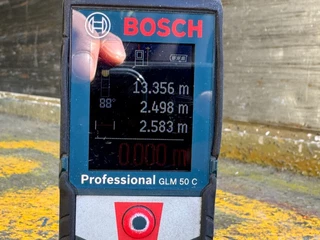 BOSCH
13.356 m
88° 2.498 m
2.583 m
0.000 m
Professional GLM 50 C